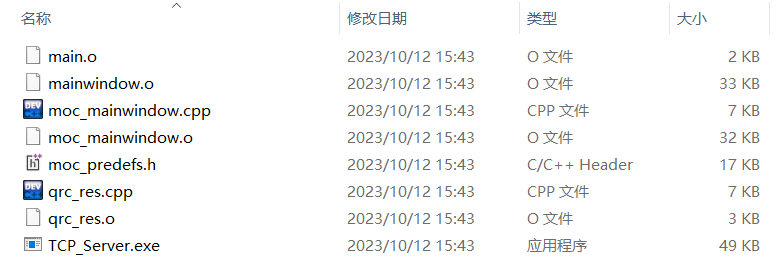 名称 修改日期 类型 大小
main.o 2023/10/12 15:43 O 文件 2 KB
mainwindow.o 2023/10/12 15:43 O 文件 33 KB
moc_mainwindow.cpp 2023/10/12 15:43 CPP 文件 7 KB
moc_mainwindow.o 2023/10/12 15:43 O 文件 32 KB
moc_predefs.h 2023/10/12 15:43 C/C++ Header 17 KB
qrc_res.cpp 2023/10/12 15:43 CPP 文件 7 KB
qrc_res.o 2023/10/12 15:43 O 文件 3 KB
TCP_Server.exe 2023/10/12 15:43 应用程序 49 KB